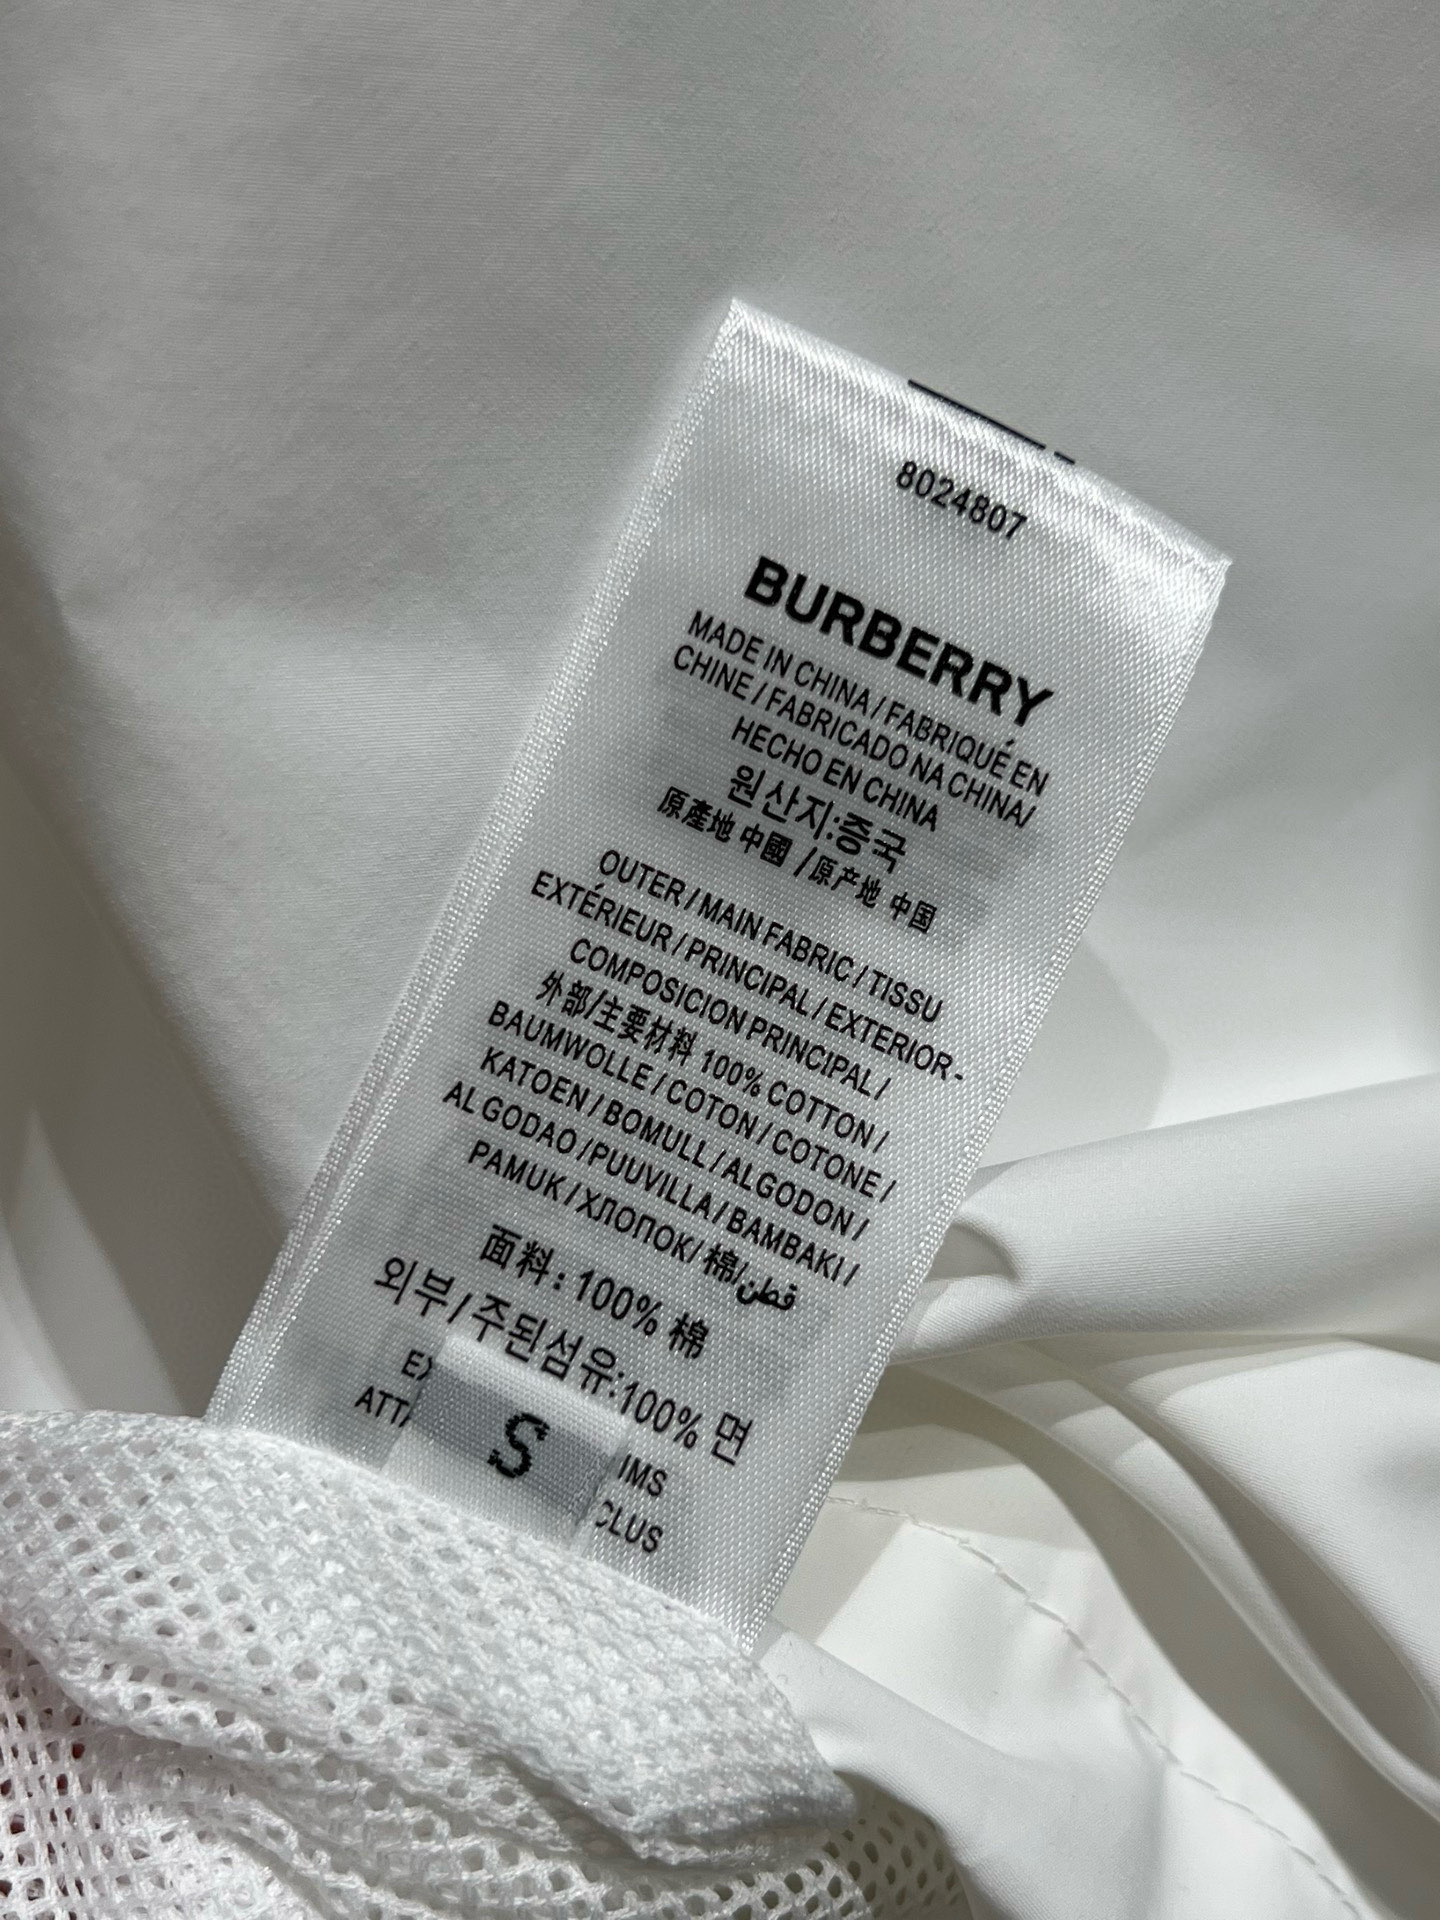 8024807
BURBERRY
MADE IN CHINA / FABRIQUÉ EN
CHINE / FABRICADO NA CHINA/
HECHO EN CHINA
원산지:중국
原產地 中國 /原产地 中国
OUTER / MAIN FABRIC / TISSU
EXTÉRIEUR / PRINCIPAL / EXTERIOR-
COMPOSICION PRINCIPAL /
外部/主要材料 100% COTTON /
BAUMWOLLE / COTON / COTONE /
KATOEN / BOMULL / ALGODON /
ALGODAO /PUUVILLA / BAMBAKI /
PAMUK / ХЛОПОК/ 棉/قطن
面料: 100% 棉
외부 / 주된섬유:100% 면
S